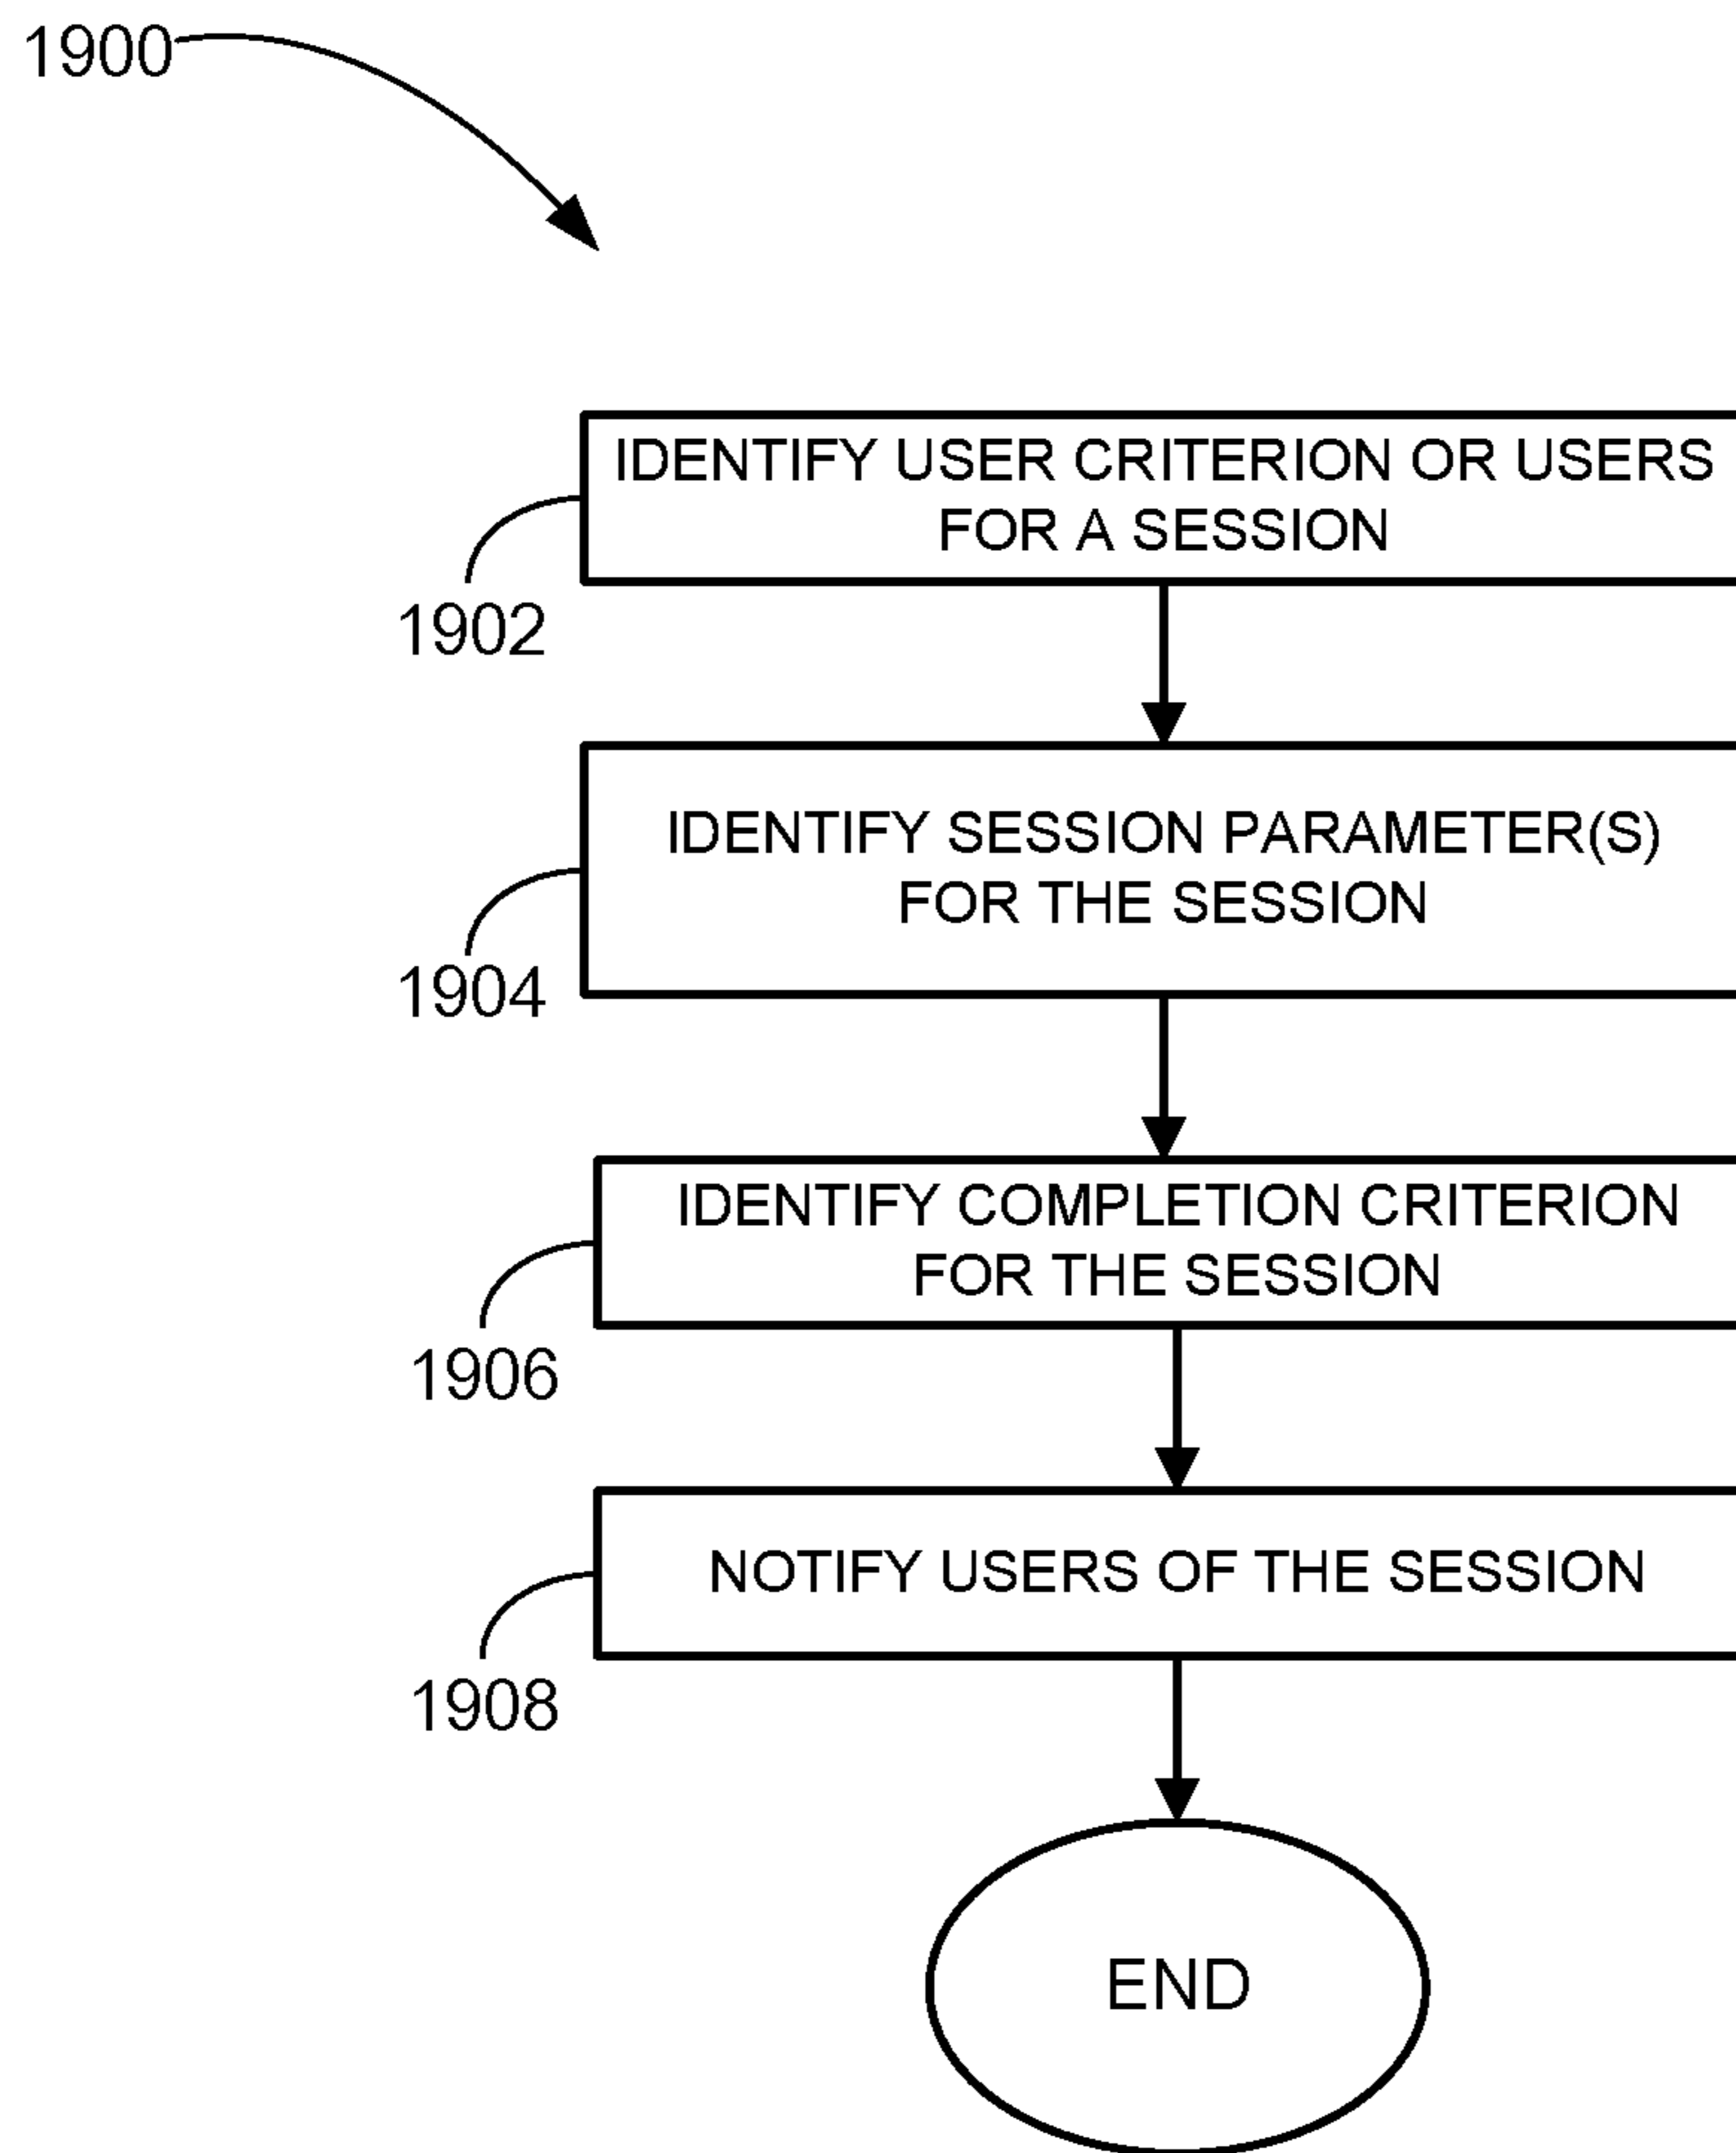 1900
IDENTIFY USER CRITERION OR USERS
FOR A SESSION
1902
IDENTIFY SESSION PARAMETER(S)
FOR THE SESSION
1904
IDENTIFY COMPLETION CRITERION
FOR THE SESSION
1906
NOTIFY USERS OF THE SESSION
1908
END